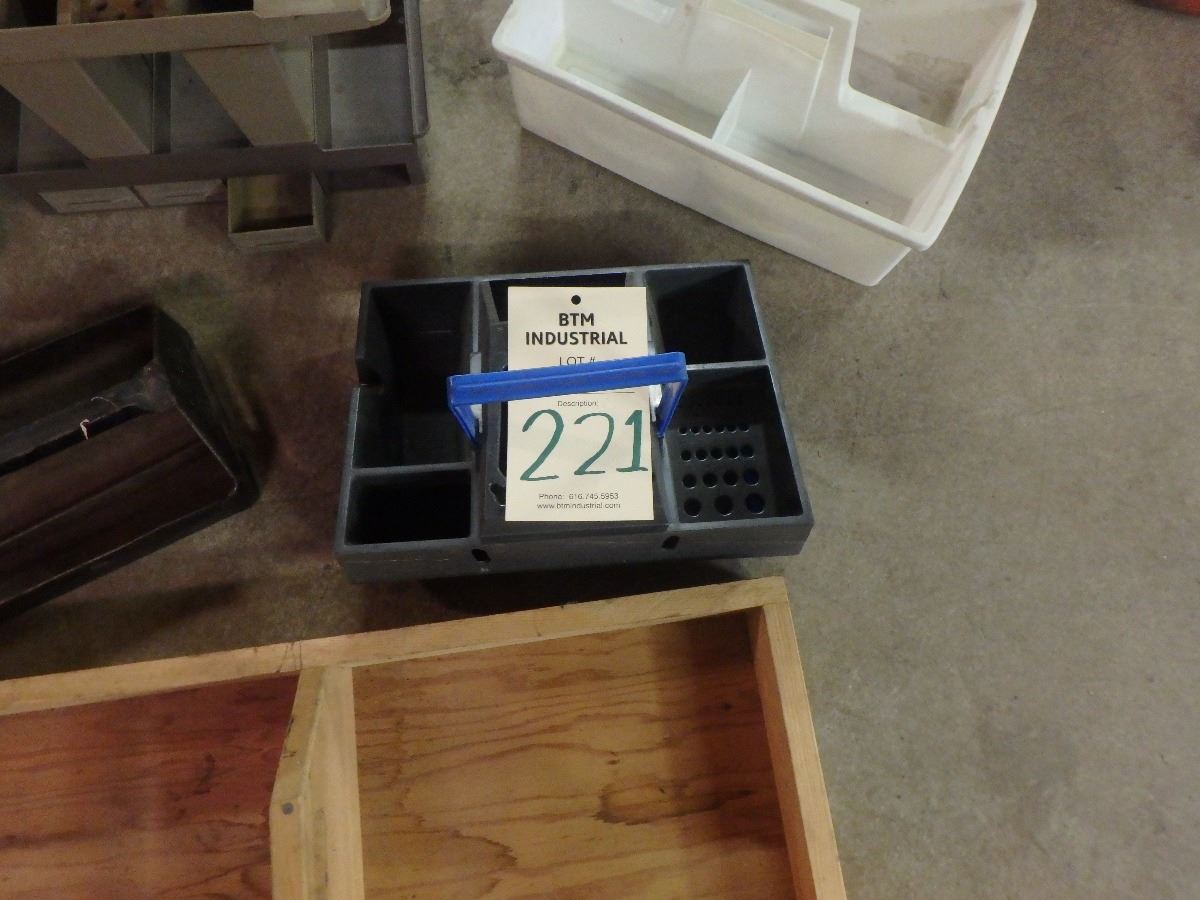 BTM
INDUSTRIAL
LOT #
Description:
221
Phone: 616.745.5953
www.btmindustrial.com